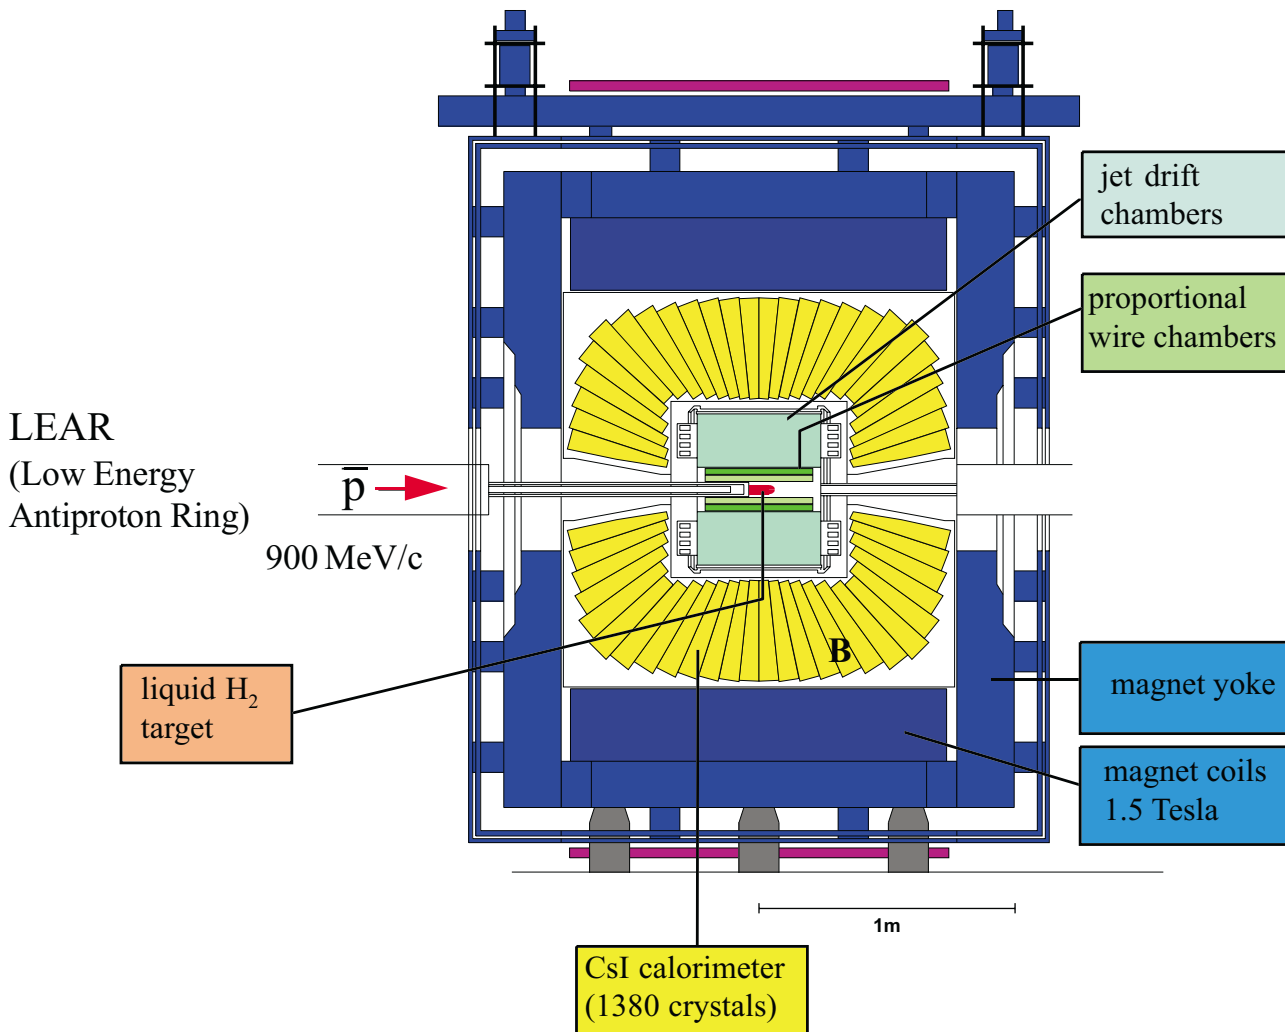 jet drift
chambers
proportional
wire chambers
LEAR
(Low Energy
Antiproton Ring)
p̅
900 MeV/c
B
liquid H₂
target
magnet yoke
magnet coils
1.5 Tesla
1m
CsI calorimeter
(1380 crystals)